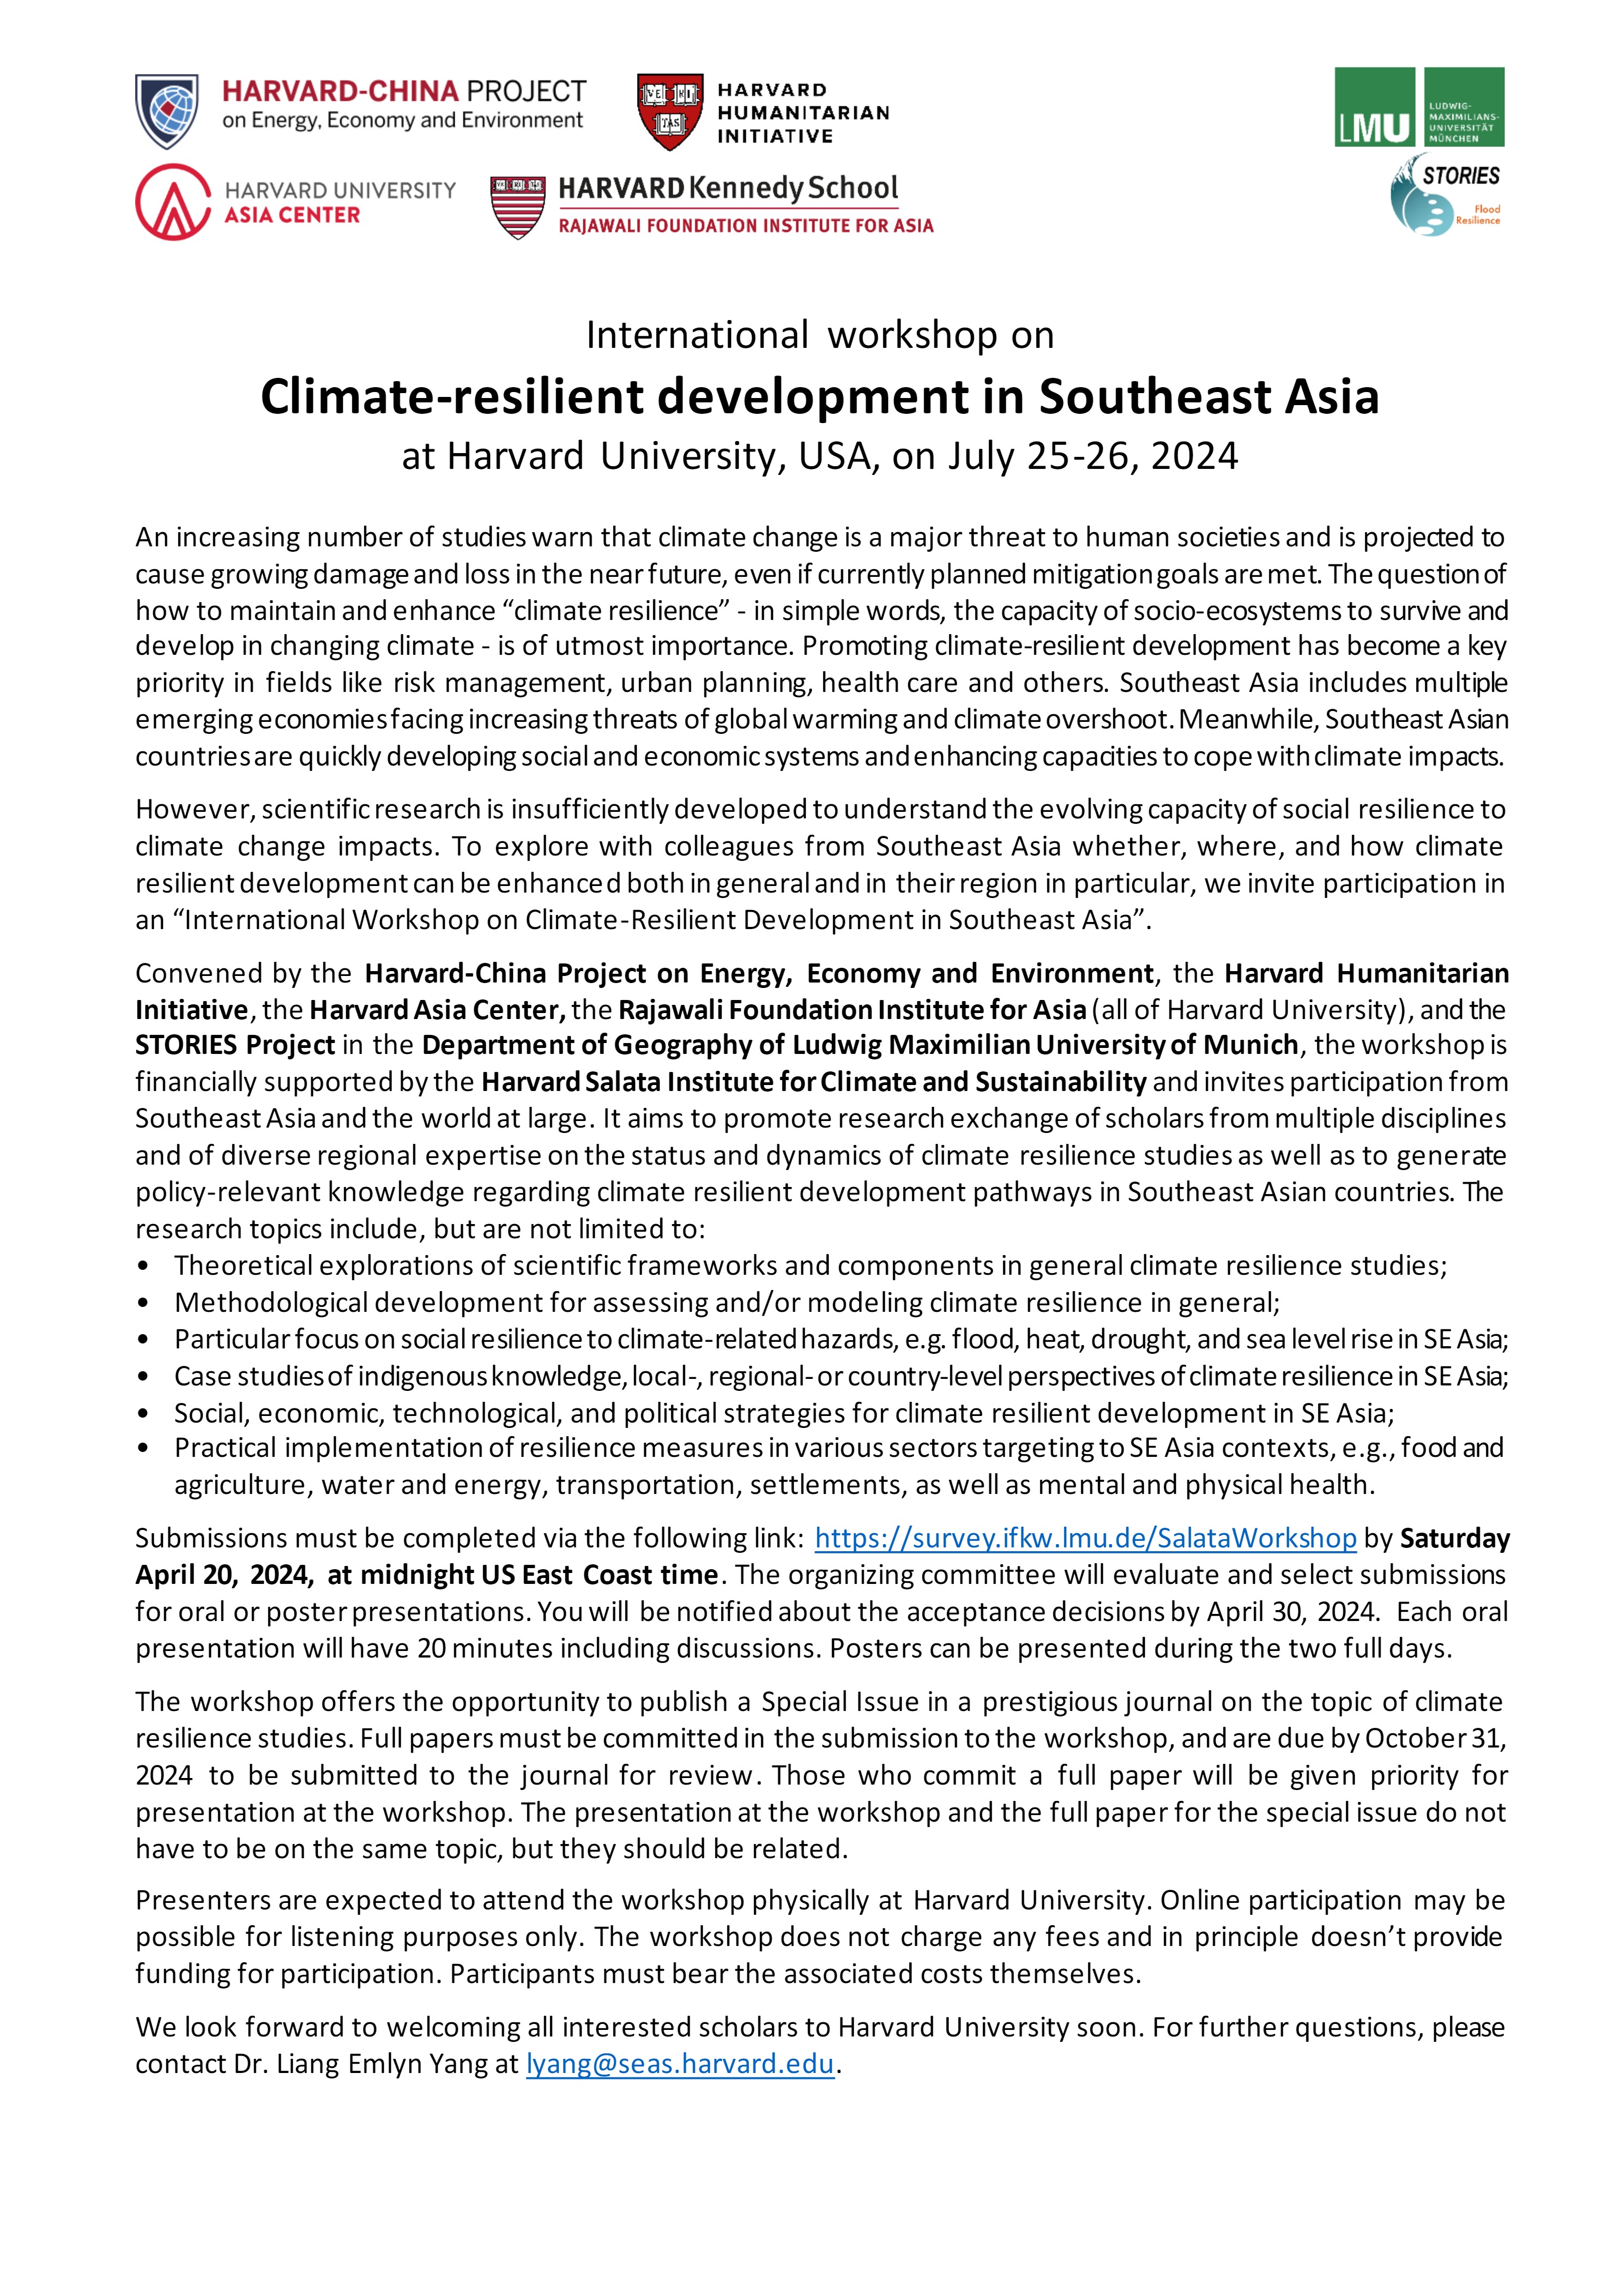 HARVARD-CHINA PROJECT
on Energy, Economy and Environment
VE RI TAS
HARVARD
HUMANITARIAN
INITIATIVE
LMU
LUDWIG-
MAXIMILIANS-
UNIVERSITÄT
MÜNCHEN
HARVARD UNIVERSITY
ASIA CENTER
HARVARD Kennedy School
RAJAWALI FOUNDATION INSTITUTE FOR ASIA
STORIES
Flood
Resilience
International workshop on
Climate-resilient development in Southeast Asia
at Harvard University, USA, on July 25-26, 2024
An increasing number of studies warn that climate change is a major threat to human societies and is projected to
cause growing damage and loss in the near future, even if currently planned mitigation goals are met. The question of
how to maintain and enhance “climate resilience” - in simple words, the capacity of socio-ecosystems to survive and
develop in changing climate - is of utmost importance. Promoting climate-resilient development has become a key
priority in fields like risk management, urban planning, health care and others. Southeast Asia includes multiple
emerging economies facing increasing threats of global warming and climate overshoot. Meanwhile, Southeast Asian
countries are quickly developing social and economic systems and enhancing capacities to cope with climate impacts.
However, scientific research is insufficiently developed to understand the evolving capacity of social resilience to
climate change impacts. To explore with colleagues from Southeast Asia whether, where, and how climate
resilient development can be enhanced both in general and in their region in particular, we invite participation in
an “International Workshop on Climate-Resilient Development in Southeast Asia”.
Convened by the Harvard-China Project on Energy, Economy and Environment, the Harvard Humanitarian
Initiative, the Harvard Asia Center, the Rajawali Foundation Institute for Asia (all of Harvard University), and the
STORIES Project in the Department of Geography of Ludwig Maximilian University of Munich, the workshop is
financially supported by the Harvard Salata Institute for Climate and Sustainability and invites participation from
Southeast Asia and the world at large. It aims to promote research exchange of scholars from multiple disciplines
and of diverse regional expertise on the status and dynamics of climate resilience studies as well as to generate
policy-relevant knowledge regarding climate resilient development pathways in Southeast Asian countries. The
research topics include, but are not limited to:
• Theoretical explorations of scientific frameworks and components in general climate resilience studies;
• Methodological development for assessing and/or modeling climate resilience in general;
• Particular focus on social resilience to climate-related hazards, e.g. flood, heat, drought, and sea level rise in SE Asia;
• Case studies of indigenous knowledge, local-, regional- or country-level perspectives of climate resilience in SE Asia;
• Social, economic, technological, and political strategies for climate resilient development in SE Asia;
• Practical implementation of resilience measures in various sectors targeting to SE Asia contexts, e.g., food and
agriculture, water and energy, transportation, settlements, as well as mental and physical health.
Submissions must be completed via the following link: https://survey.ifkw.lmu.de/SalataWorkshop by Saturday
April 20, 2024, at midnight US East Coast time. The organizing committee will evaluate and select submissions
for oral or poster presentations. You will be notified about the acceptance decisions by April 30, 2024. Each oral
presentation will have 20 minutes including discussions. Posters can be presented during the two full days.
The workshop offers the opportunity to publish a Special Issue in a prestigious journal on the topic of climate
resilience studies. Full papers must be committed in the submission to the workshop, and are due by October 31,
2024 to be submitted to the journal for review. Those who commit a full paper will be given priority for
presentation at the workshop. The presentation at the workshop and the full paper for the special issue do not
have to be on the same topic, but they should be related.
Presenters are expected to attend the workshop physically at Harvard University. Online participation may be
possible for listening purposes only. The workshop does not charge any fees and in principle doesn’t provide
funding for participation. Participants must bear the associated costs themselves.
We look forward to welcoming all interested scholars to Harvard University soon. For further questions, please
contact Dr. Liang Emlyn Yang at lyang@seas.harvard.edu.